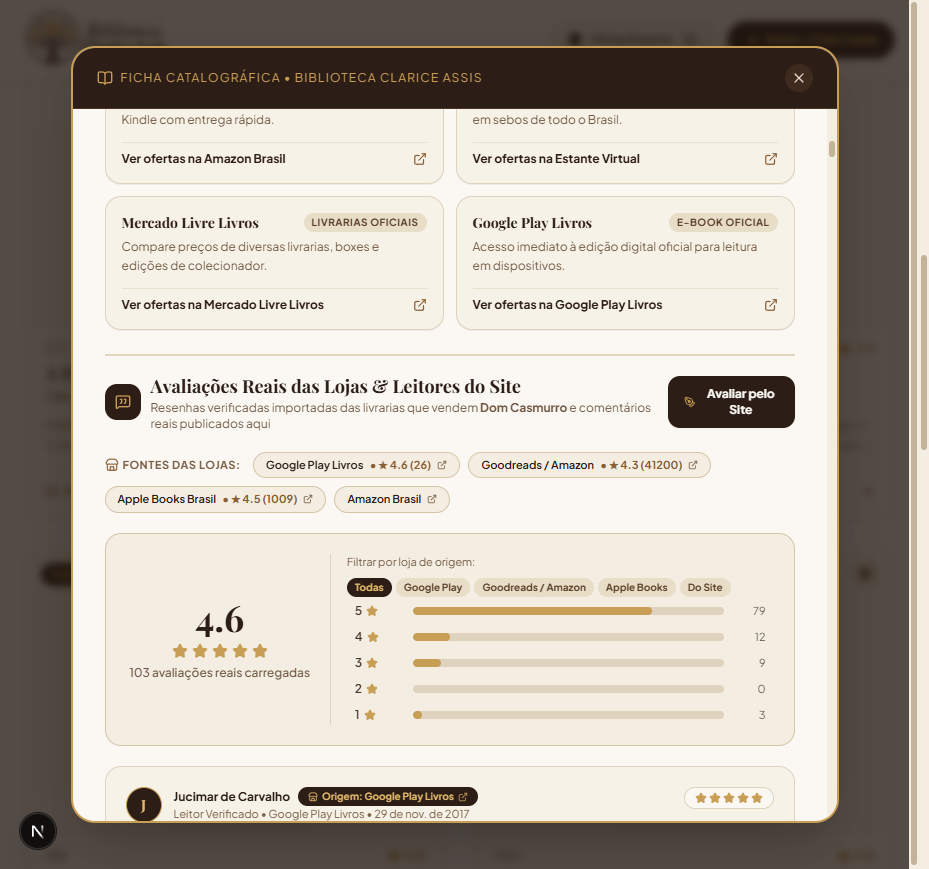 FICHA CATALOGRÁFICA • BIBLIOTECA CLARICE ASSIS
Kindle com entrega rápida.
Ver ofertas na Amazon Brasil
em sebos de todo o Brasil.
Ver ofertas na Estante Virtual
Mercado Livre Livros
LIVRARIAS OFICIAIS
Compare preços de diversas livrarias, boxes e
edições de colecionador.
Ver ofertas na Mercado Livre Livros
Google Play Livros
E-BOOK OFICIAL
Acesso imediato à edição digital oficial para leitura
em dispositivos.
Ver ofertas na Google Play Livros
Avaliações Reais das Lojas & Leitores do Site
Resenhas verificadas importadas das livrarias que vendem Dom Casmurro e comentários
reais publicados aqui
Avaliar pelo
Site
FONTES DAS LOJAS:
Google Play Livros • ★ 4.6 (26)
Goodreads / Amazon • ★ 4.3 (41200)
Apple Books Brasil • ★ 4.5 (1009)
Amazon Brasil
4.6
103 avaliações reais carregadas
Filtrar por loja de origem:
Todas
Google Play
Goodreads / Amazon
Apple Books
Do Site
5 79
4 12
3 9
2 0
1 3
J
Jucimar de Carvalho
Origem: Google Play Livros
Leitor Verificado • Google Play Livros • 29 de nov. de 2017
N